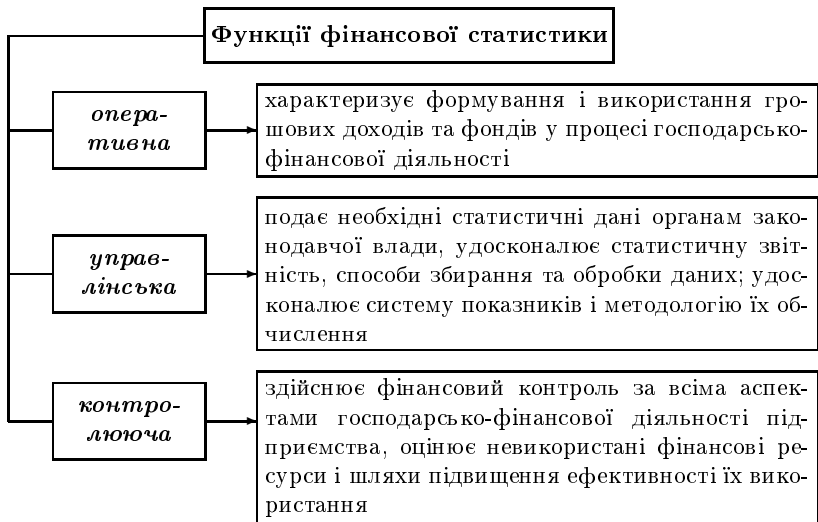 Функції фінансової статистики
опера-
тивна
характеризує формування і використання гро-
шових доходів та фондів у процесі господарсько-
фінансової діяльності
управ-
лінська
подає необхідні статистичні дані органам зако-
нодавчої влади, удосконалює статистичну звіт-
ність, способи збирання та обробки даних; удос-
коналює систему показників і методологію їх об-
числення
контро-
лююча
здійснює фінансовий контроль за всіма аспек-
тами господарсько-фінансової діяльності під-
приємства, оцінює невикористані фінансові ре-
сурси і шляхи підвищення ефективності їх вико-
ристання